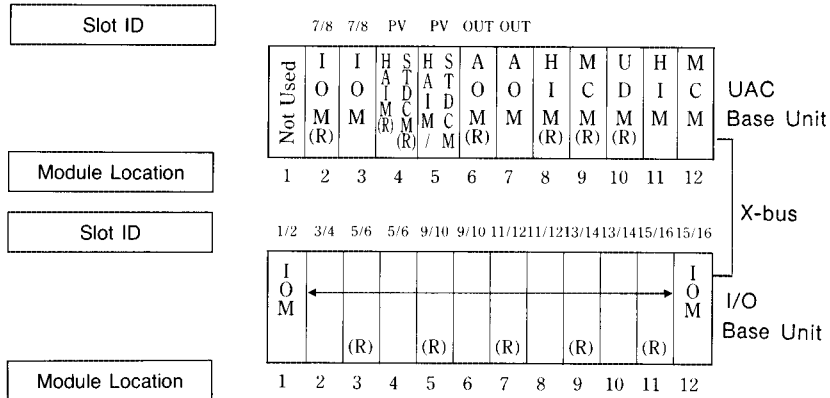 Slot ID
7/8 7/8 PV PV OUT OUT
Not Used
IOM (R)
IOM
HAIM (R) STDCM (R)
HAIM / STDCM
AOM (R)
AOM
HIM (R)
MCM (R)
UDM (R)
HIM
MCM
UAC
Base Unit
Module Location
1 2 3 4 5 6 7 8 9 10 11 12
X-bus
Slot ID
1/2 3/4 5/6 5/6 9/10 9/10 11/12 11/12 13/14 13/14 15/16 15/16
IOM
(R) (R) (R) (R) (R)
IOM
I/O
Base Unit
Module Location
1 2 3 4 5 6 7 8 9 10 11 12